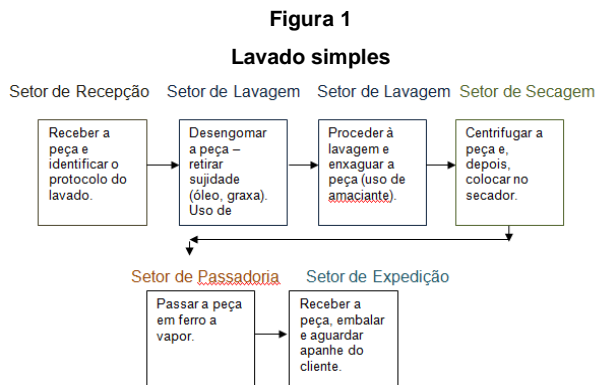 Figura 1
Lavado simples
Setor de Recepção
Setor de Lavagem
Setor de Lavagem
Setor de Secagem
Receber a
peça e
identificar o
protocolo do
lavado.
Desengomar
a peça –
retirar
sujidade
(óleo, graxa).
Uso de
Proceder à
lavagem e
enxaguar a
peça (uso de
amaciante).
Centrifugar a
peça e,
depois,
colocar no
secador.
Setor de Passadoria
Setor de Expedição
Passar a peça
em ferro a
vapor.
Receber a
peça, embalar
e aguardar
apanhe do
cliente.